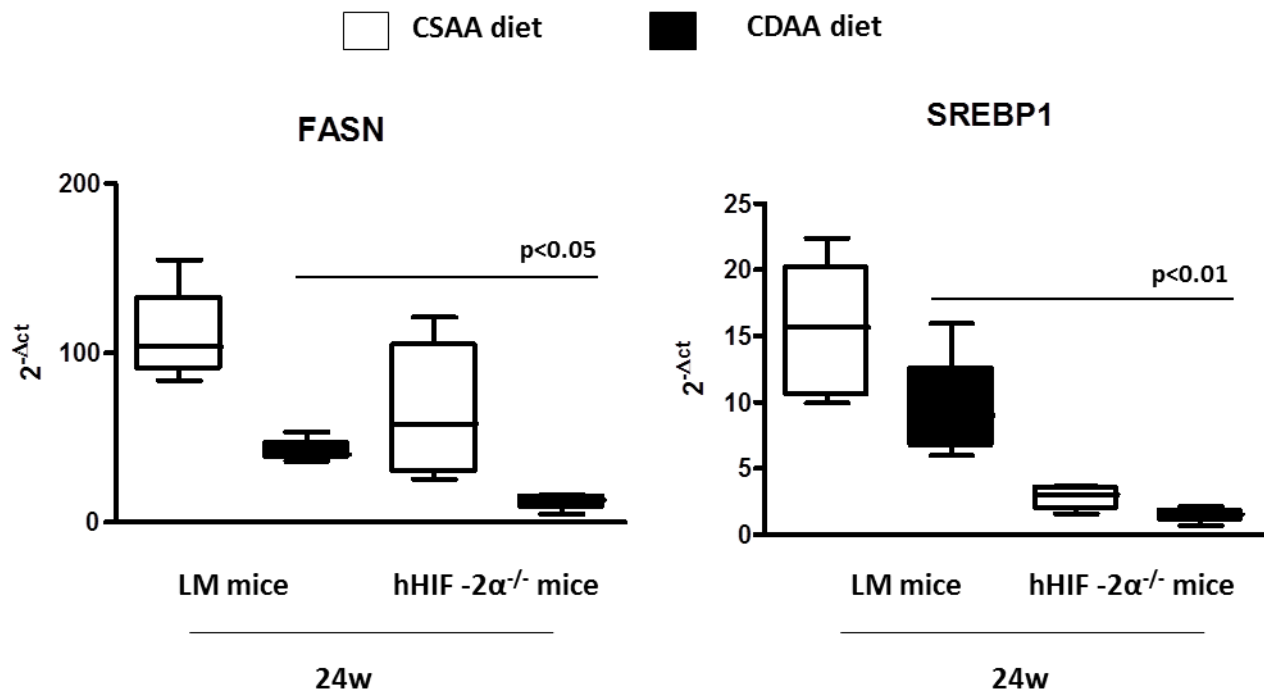 CSAA diet
CDAA diet
FASN
200
100
0
2^-Δct
p<0.05
LM mice
hHIF -2α^-/- mice
24w
SREBP1
25
20
15
10
5
0
2^-Δct
p<0.01
LM mice
hHIF -2α^-/- mice
24w